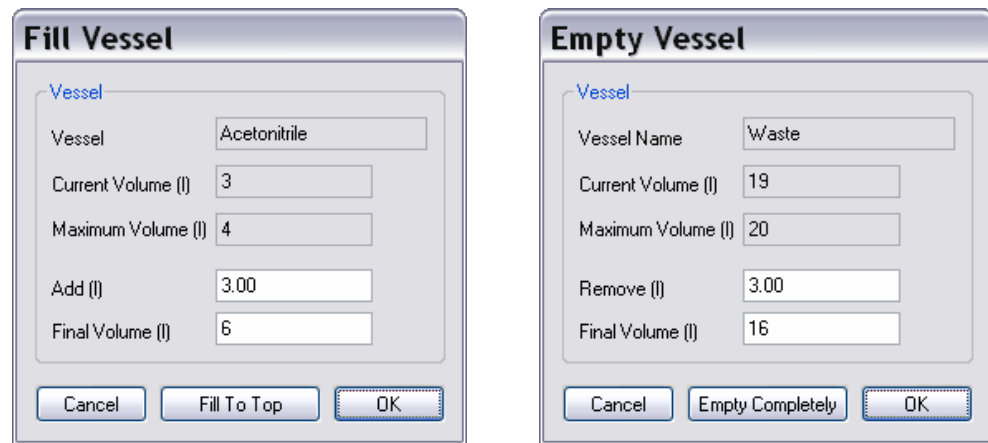 Fill Vessel
Vessel
Vessel Acetonitrile
Current Volume (l) 3
Maximum Volume (l) 4
Add (l) 3.00
Final Volume (l) 6
Cancel Fill To Top OK
Empty Vessel
Vessel
Vessel Name Waste
Current Volume (l) 19
Maximum Volume (l) 20
Remove (l) 3.00
Final Volume (l) 16
Cancel Empty Completely OK